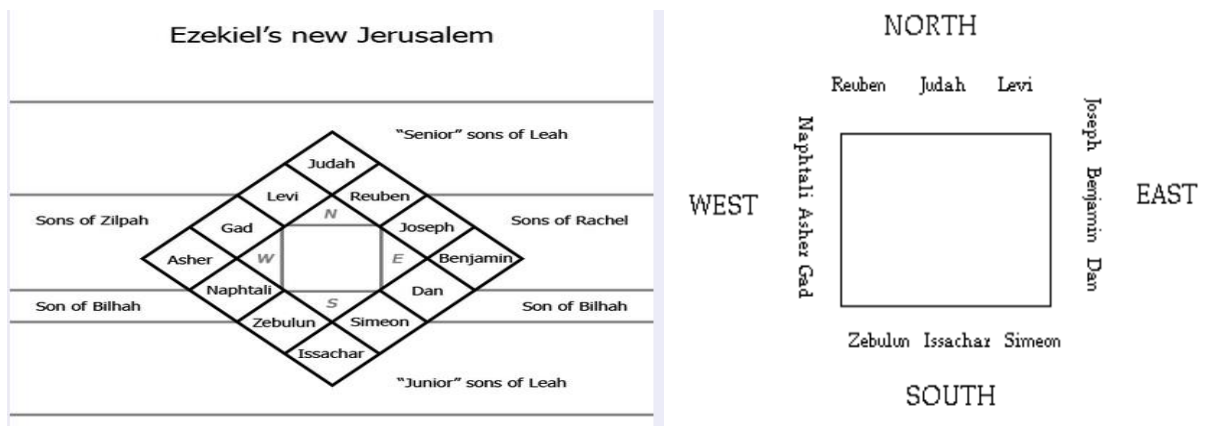 Ezekiel's new Jerusalem
"Senior" sons of Leah
Judah
Levi Reuben
Sons of Zilpah Gad N Joseph Sons of Rachel
Asher W E Benjamin
Naphtali Dan
Son of Bilhah S Son of Bilhah
Zebulun Simeon
Issachar
"Junior" sons of Leah
NORTH
Reuben Judah Levi
WEST
Naphtali Asher Gad
Joseph Benjamin Dan
EAST
Zebulun Issachar Simeon
SOUTH